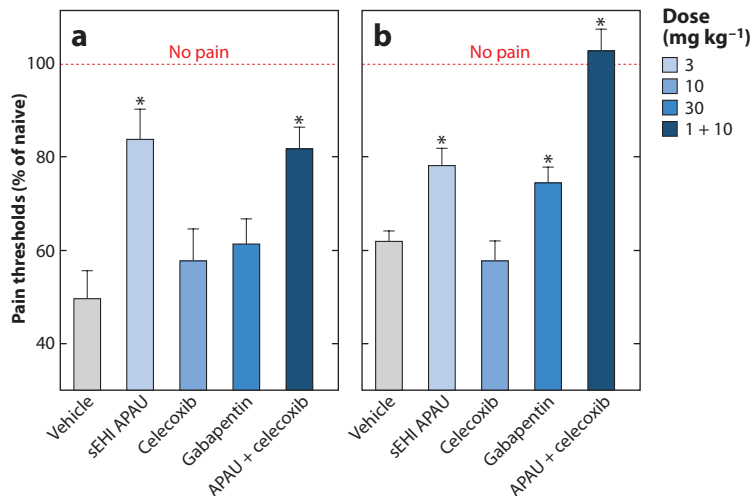 a
b
No pain
No pain
*
*
*
*
*
Pain thresholds (% of naive)
100
80
60
40
Vehicle
sEHI APAU
Celecoxib
Gabapentin
APAU + celecoxib
Vehicle
sEHI APAU
Celecoxib
Gabapentin
APAU + celecoxib
Dose
(mg kg⁻¹)
3
10
30
1 + 10